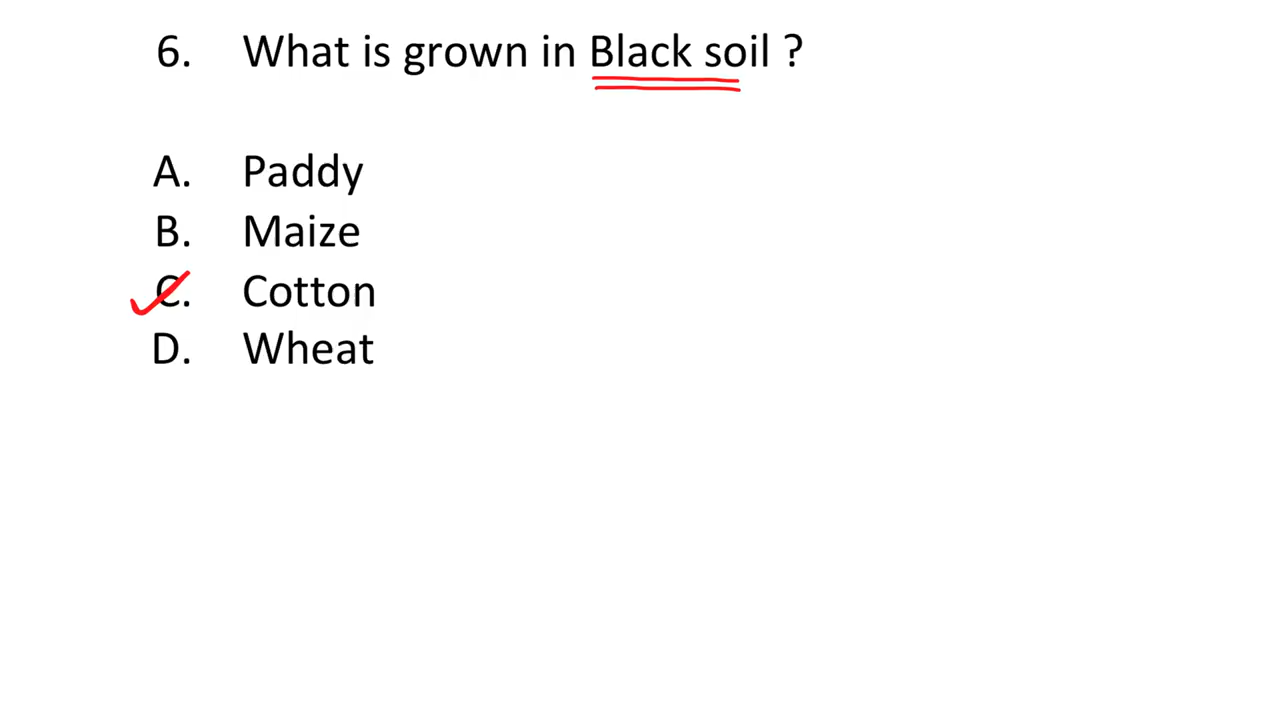 6. What is grown in Black soil ?
A. Paddy
B. Maize
C. Cotton
D. Wheat